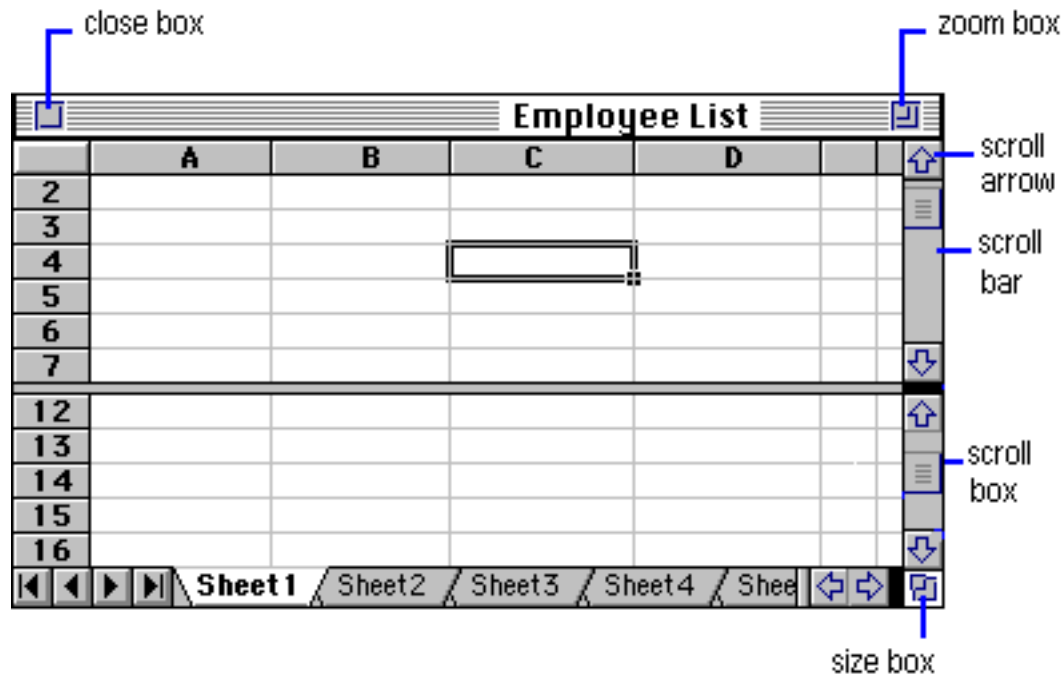 close box
zoom box
Employee List
A B C D
scroll
arrow
2
3
scroll
bar
4
5
6
7
12
13
14
scroll
box
15
16
Sheet1 Sheet2 Sheet3 Sheet4 Shee
size box